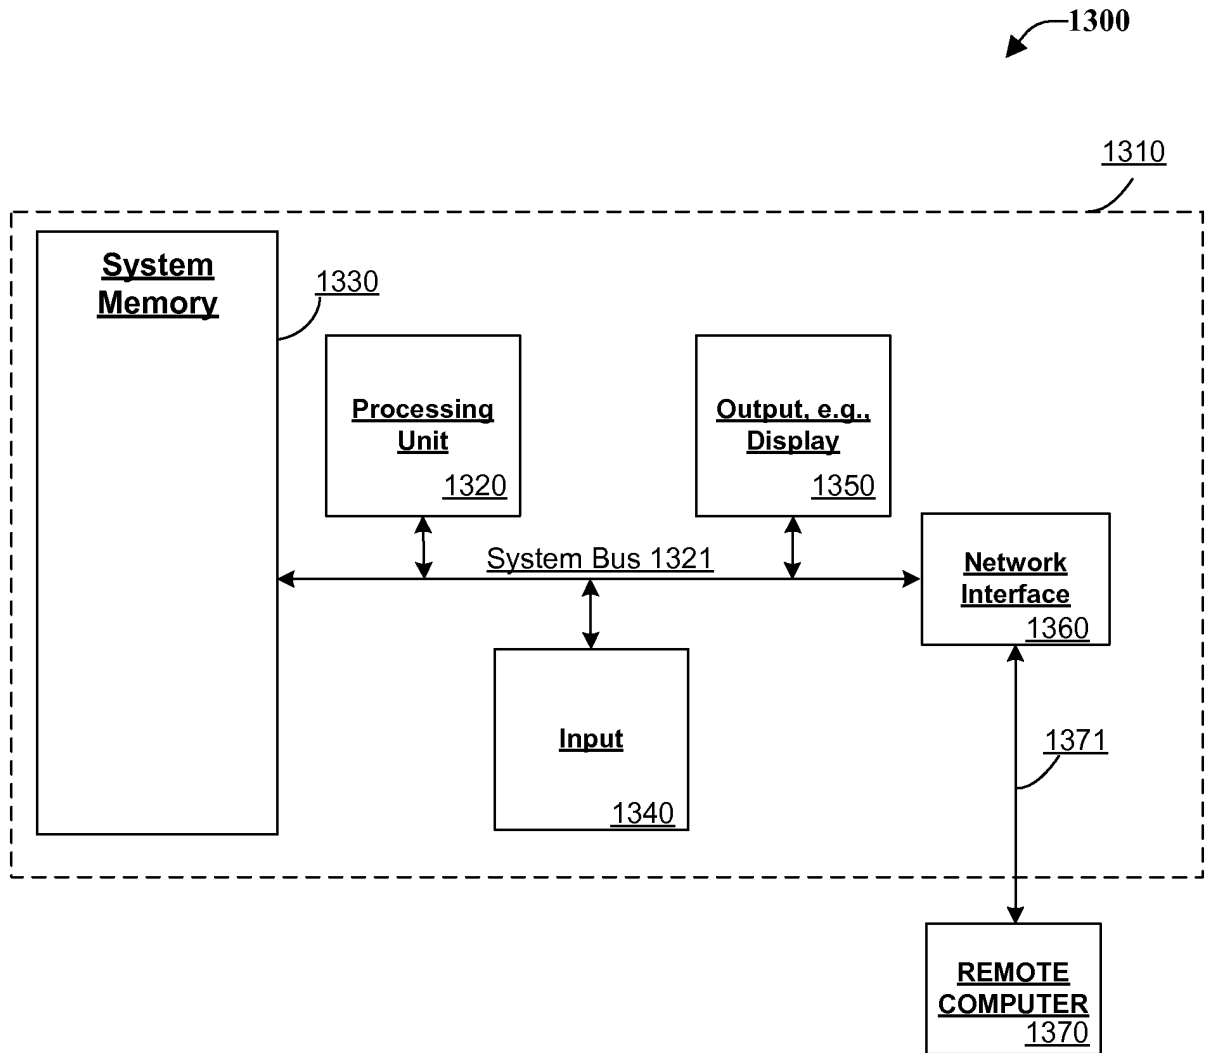 1300
1310
System
Memory
1330
Processing
Unit
1320
Output, e.g.,
Display
1350
System Bus 1321
Network
Interface
1360
Input
1340
1371
REMOTE
COMPUTER
1370